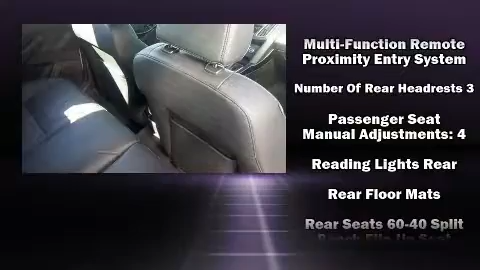 Multi-Function Remote
Proximity Entry System
Number Of Rear Headrests 3
Passenger Seat
Manual Adjustments: 4
Reading Lights Rear
Rear Floor Mats
Rear Seats 60-40 Split